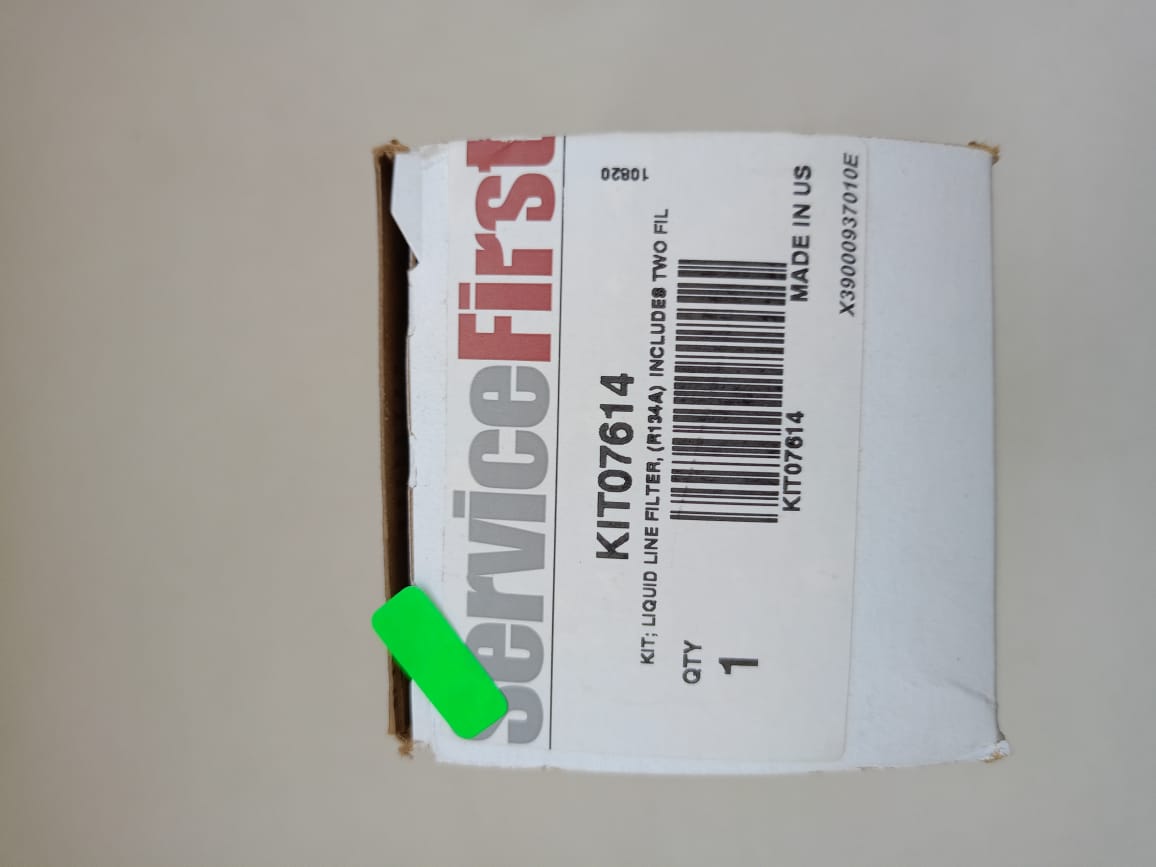 ServiceFirst
10820
KIT07614
KIT; LIQUID LINE FILTER, (R134A) INCLUDES TWO FIL
QTY
1
KIT07614
MADE IN US
X39000937010E